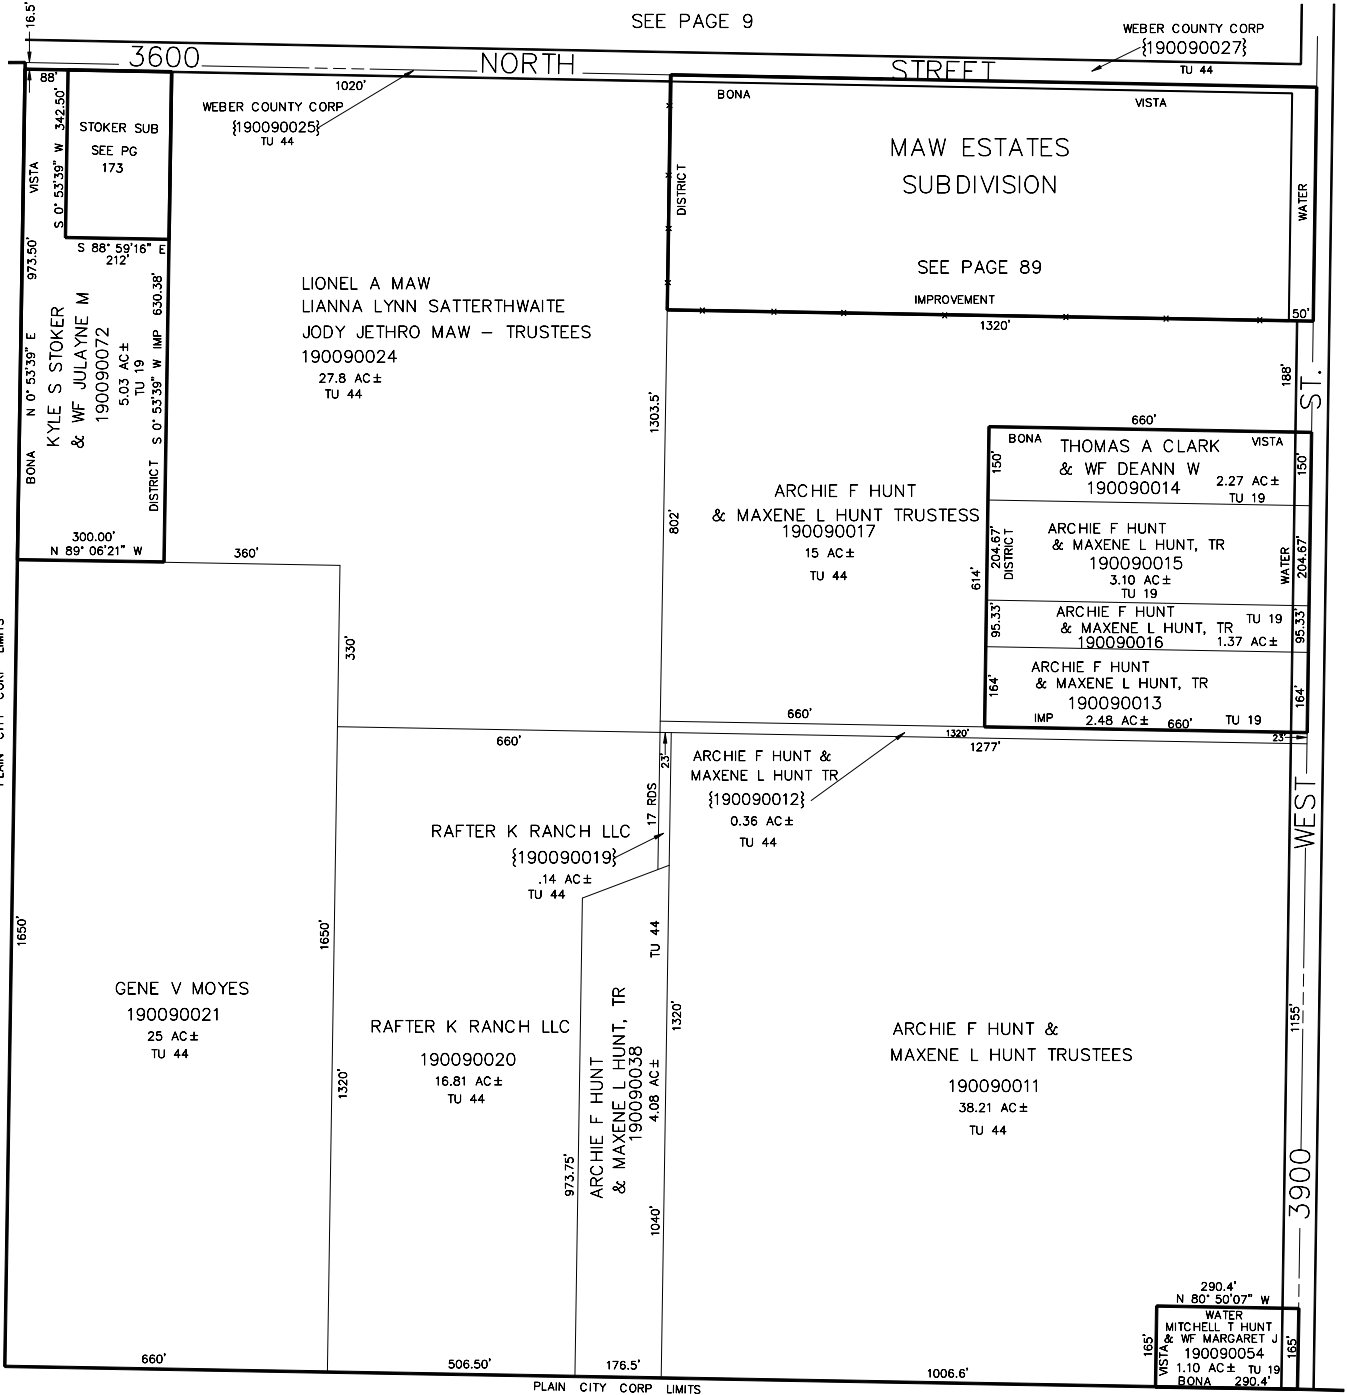 SEE PAGE 9
16.5'
3600 NORTH STREET
WEBER COUNTY CORP
{190090027}
TU 44
88'
1020'
WEBER COUNTY CORP
{190090025}
TU 44
STOKER SUB
SEE PG
173
S 0° 53'39" W 342.50'
S 88° 59'16" E
212'
VISTA
973.50'
N 0° 53'39" E
BONA
KYLE S STOKER
& WF JULAYNE M
190090072
5.03 AC±
TU 19
DISTRICT S 0° 53'39" W IMP 630.38'
300.00'
N 89° 06'21" W
BONA VISTA
DISTRICT
WATER
MAW ESTATES
SUBDIVISION
SEE PAGE 89
IMPROVEMENT
1320'
50'
LIONEL A MAW
LIANNA LYNN SATTERTHWAITE
JODY JETHRO MAW – TRUSTEES
190090024
27.8 AC±
TU 44
1303.5'
802'
360'
330'
660'
188'
ST.
ARCHIE F HUNT
& MAXENE L HUNT TRUSTESS
190090017
15 AC±
TU 44
614'
660'
660'
BONA VISTA
THOMAS A CLARK
& WF DEANN W
190090014
2.27 AC±
TU 19
150'
150'
204.67'
DISTRICT
ARCHIE F HUNT
& MAXENE L HUNT, TR
190090015
3.10 AC±
TU 19
WATER
204.67'
95.33'
ARCHIE F HUNT
& MAXENE L HUNT, TR
190090016
TU 19
1.37 AC±
95.33'
164'
ARCHIE F HUNT
& MAXENE L HUNT, TR
190090013
IMP 2.48 AC± 660' TU 19
164'
1320'
1277'
23'
23'
ARCHIE F HUNT &
MAXENE L HUNT TR
{190090012}
0.36 AC±
TU 44
17 RDS
RAFTER K RANCH LLC
{190090019}
.14 AC±
TU 44
PLAIN CITY CORP LIMITS
1650'
GENE V MOYES
190090021
25 AC±
TU 44
1650'
1320'
660'
RAFTER K RANCH LLC
190090020
16.81 AC±
TU 44
506.50'
973.75'
ARCHIE F HUNT
& MAXENE L HUNT, TR
190090038
4.08 AC±
TU 44
1040'
176.5'
1320'
ARCHIE F HUNT &
MAXENE L HUNT TRUSTEES
190090011
38.21 AC±
TU 44
1155'
3900 WEST
1006.6'
290.4'
N 80° 50'07" W
WATER
MITCHELL T HUNT
& WF MARGARET J
190090054
1.10 AC± TU 19
BONA 290.4'
VISTA
165'
165'
PLAIN CITY CORP LIMITS